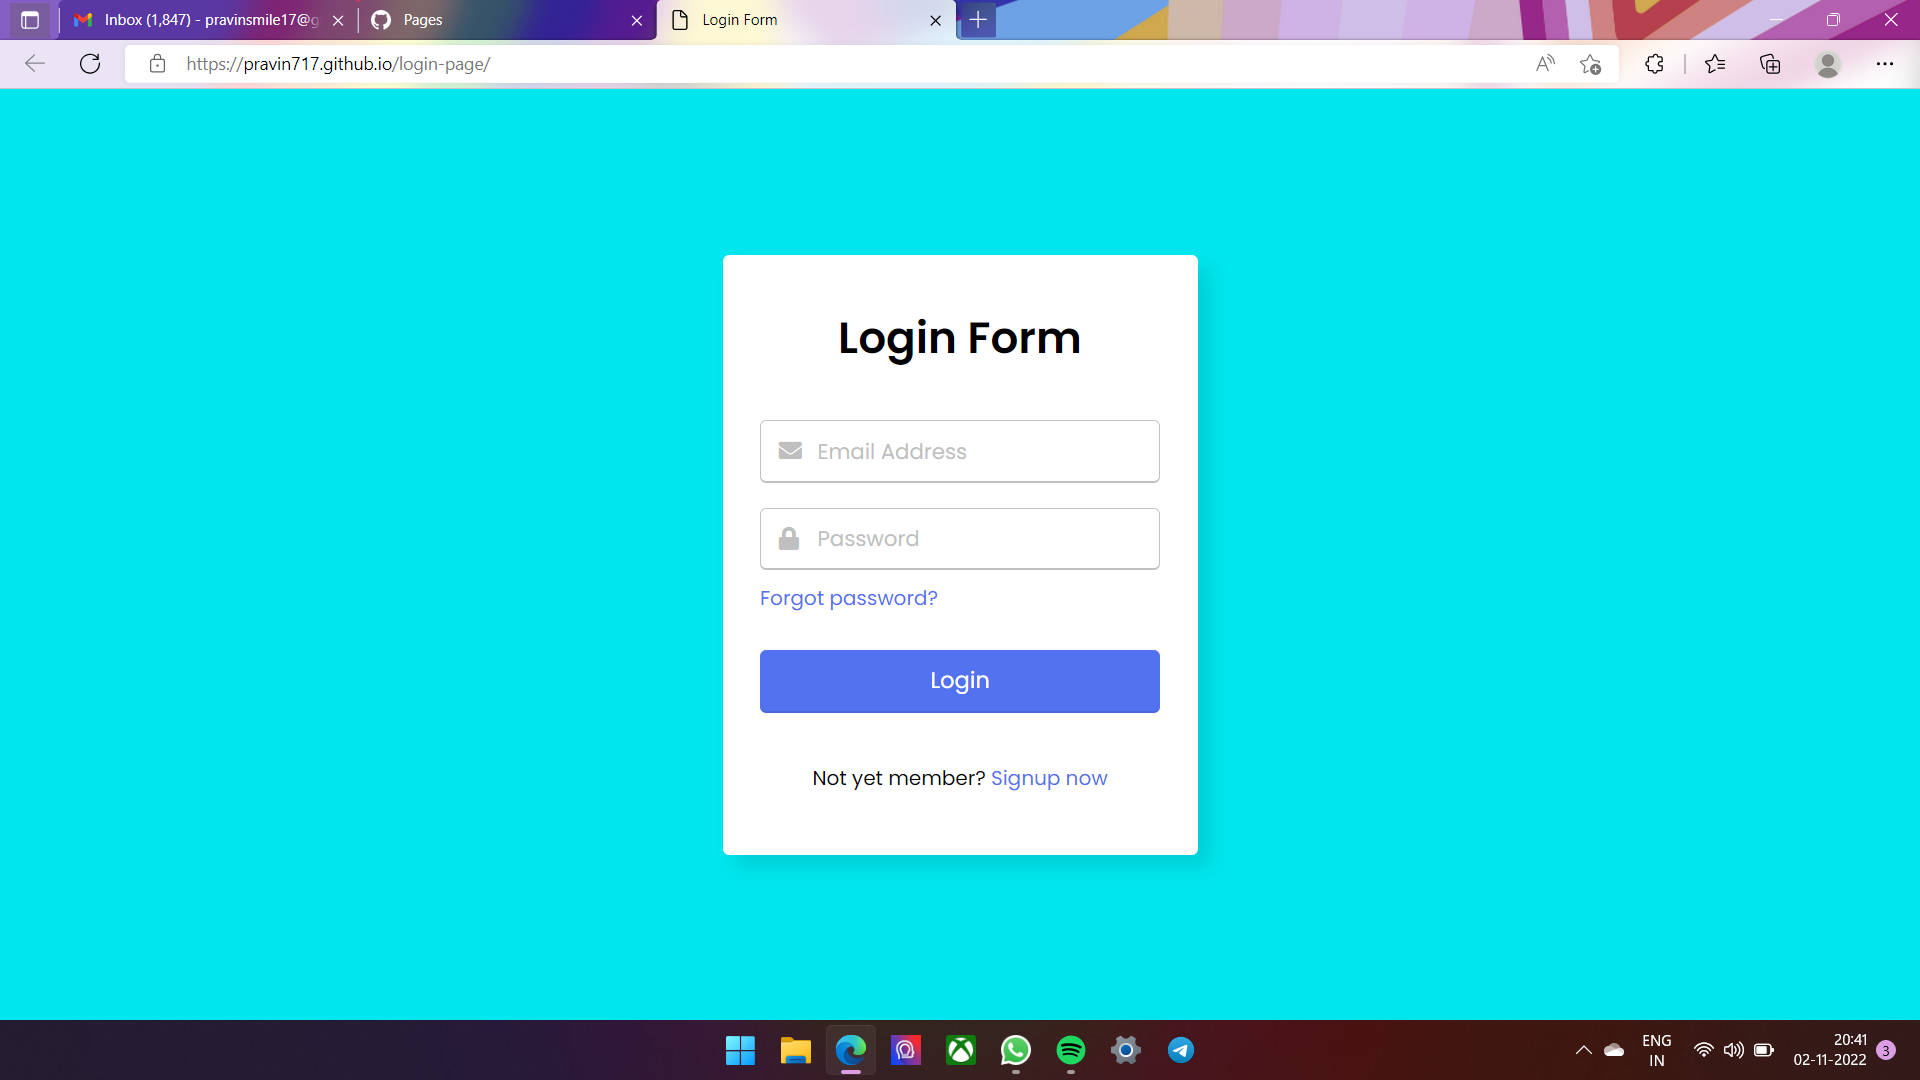 Inbox (1,847) - pravinsmile17@g
Pages
Login Form
https://pravin717.github.io/login-page/
Login Form
Email Address
Password
Forgot password?
Login
Not yet member? Signup now
ENG
IN
20:41
02-11-2022
3